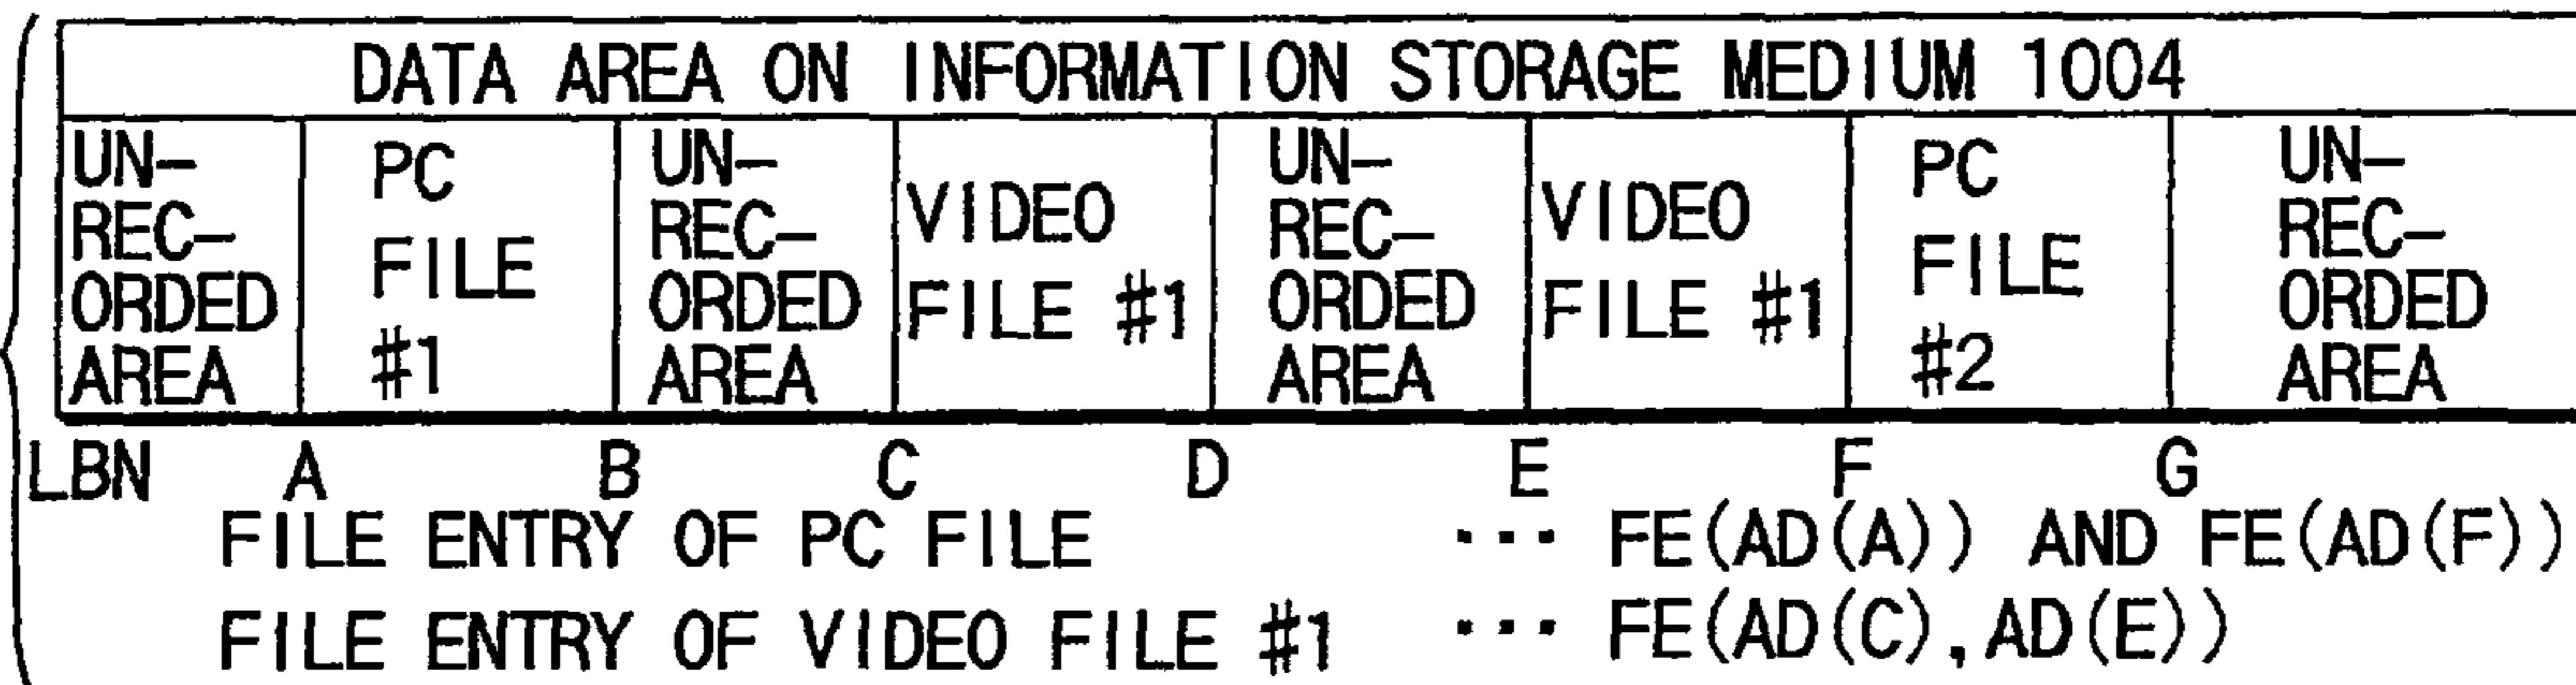 DATA AREA ON INFORMATION STORAGE MEDIUM 1004
UN-
REC-
ORDED
AREA
PC
FILE
#1
UN-
REC-
ORDED
AREA
VIDEO
FILE #1
UN-
REC-
ORDED
AREA
VIDEO
FILE #1
PC
FILE
#2
UN-
REC-
ORDED
AREA
LBN A B C D E F G
FILE ENTRY OF PC FILE ··· FE(AD(A)) AND FE(AD(F))
FILE ENTRY OF VIDEO FILE #1 ··· FE(AD(C), AD(E))